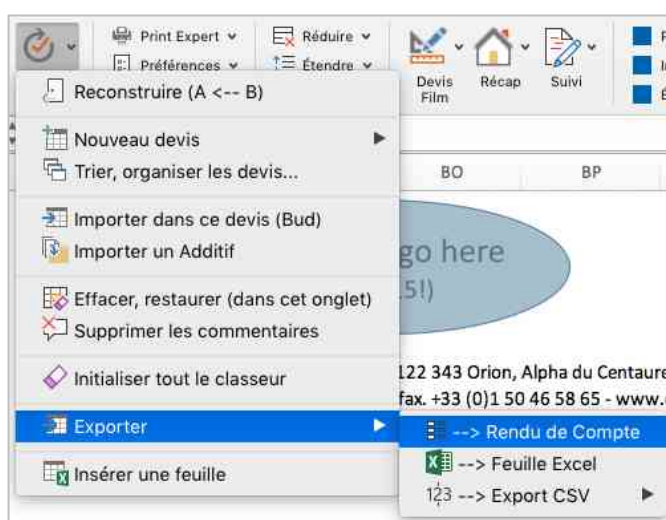 Print Expert
Réduire
Préférences
Étendre
Devis
Film
Récap
Suivi
Reconstruire (A <-- B)
Nouveau devis
Trier, organiser les devis...
BO
BP
Importer dans ce devis (Bud)
Importer un Additif
go here
5!)
Effacer, restaurer (dans cet onglet)
Supprimer les commentaires
Initialiser tout le classeur
122 343 Orion, Alpha du Centaure
fax. +33 (0)1 50 46 58 65 - www.
Exporter
--> Rendu de Compte
--> Feuille Excel
Insérer une feuille
123 --> Export CSV